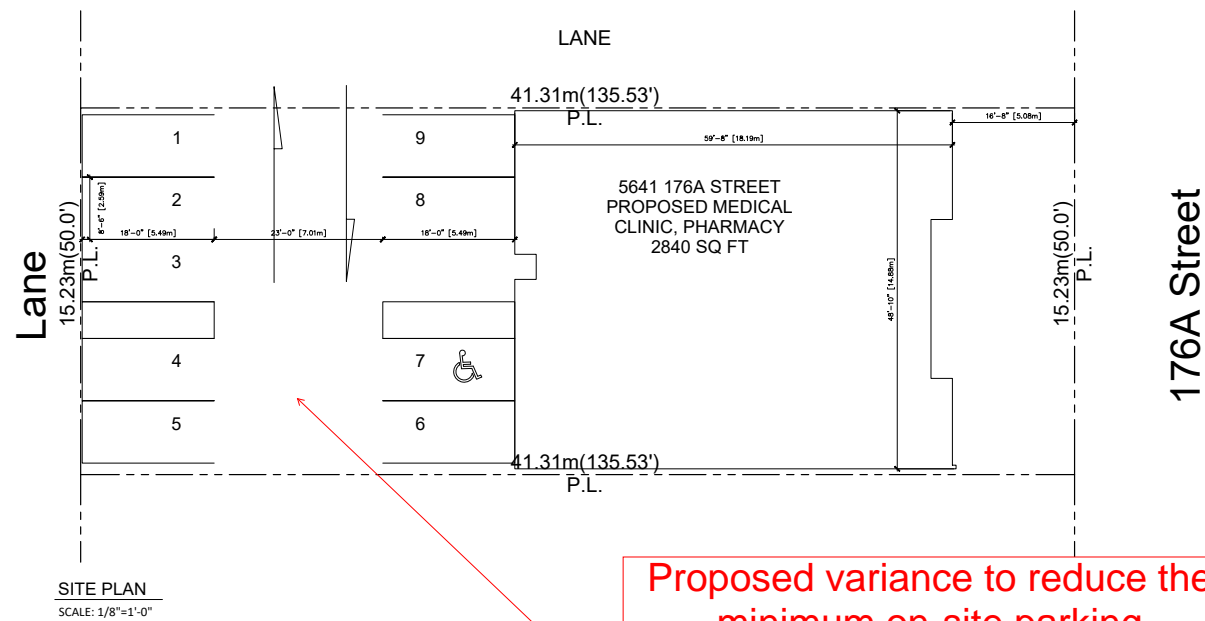 LANE
41.31m(135.53')
P.L.
16'-8" [5.08m]
59'-8" [18.19m]
1
9
2
8
8'-6" [2.59m]
18'-0" [5.49m]
23'-0" [7.01m]
18'-0" [5.49m]
3
4
7
5
6
5641 176A STREET
PROPOSED MEDICAL
CLINIC, PHARMACY
2840 SQ FT
48'-10" [14.88m]
Lane
15.23m(50.0')
P.L.
15.23m(50.0')
P.L.
176A Street
41.31m(135.53')
P.L.
SITE PLAN
SCALE: 1/8"=1'-0"
Proposed variance to reduce the
minimum on-site parking